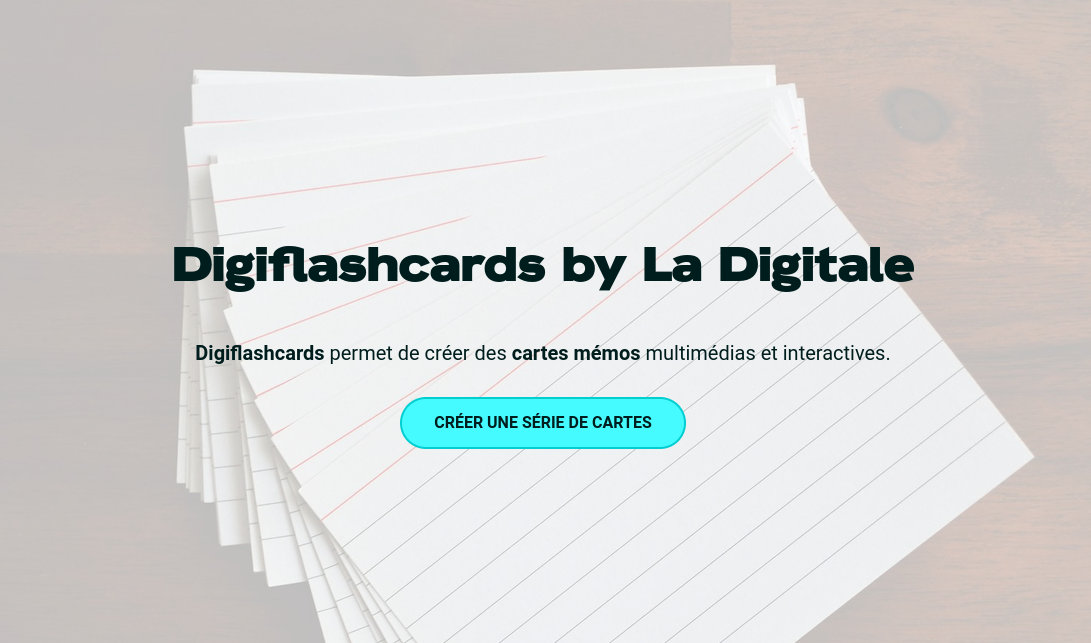 Digiflashcards by La Digitale
Digiflashcards permet de créer des cartes mémos multimédias et interactives.
CRÉER UNE SÉRIE DE CARTES